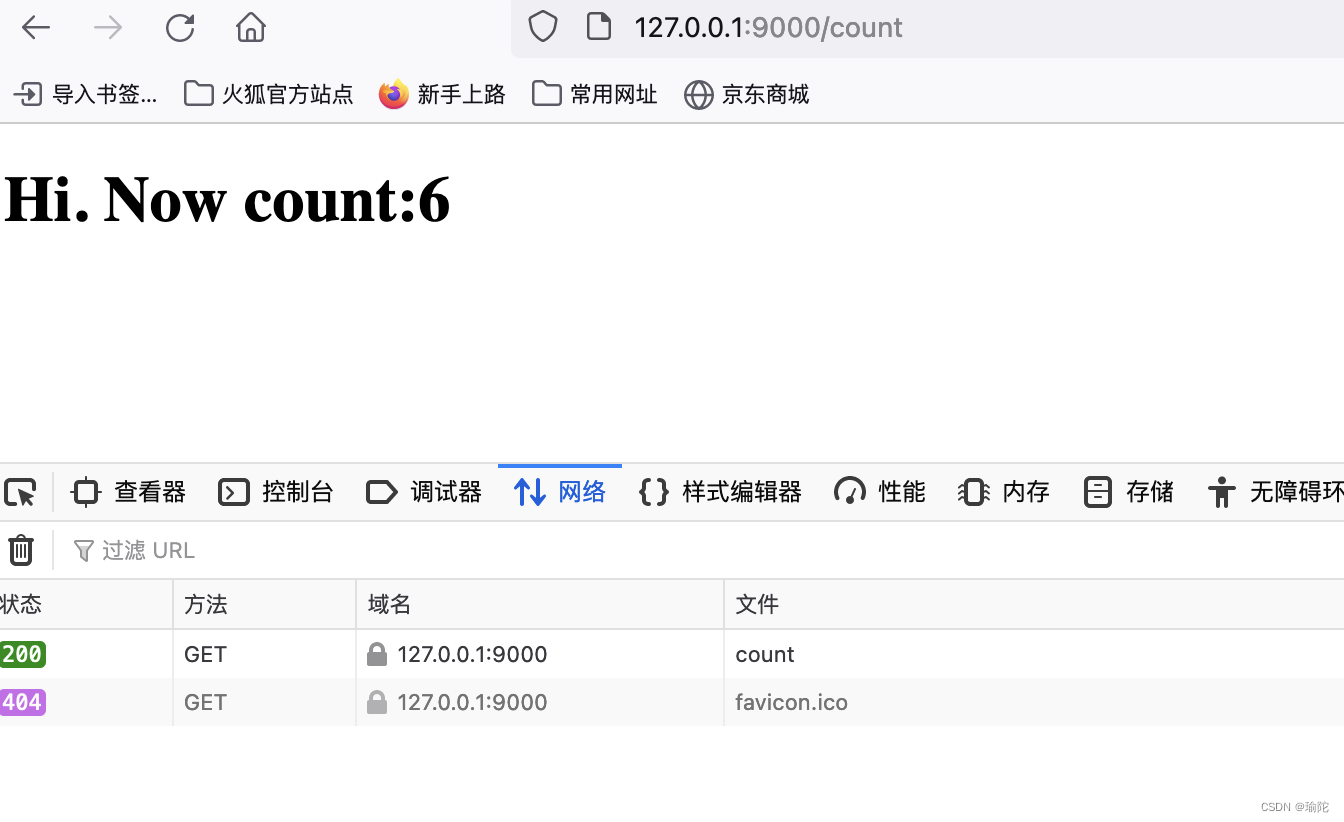 127.0.0.1:9000/count
导入书签... 火狐官方站点 新手上路 常用网址 京东商城
Hi. Now count:6
查看器 控制台 调试器 网络 样式编辑器 性能 内存 存储 无障碍环
过滤 URL
状态 方法 域名 文件
200 GET 127.0.0.1:9000 count
404 GET 127.0.0.1:9000 favicon.ico
CSDN @瑜陀